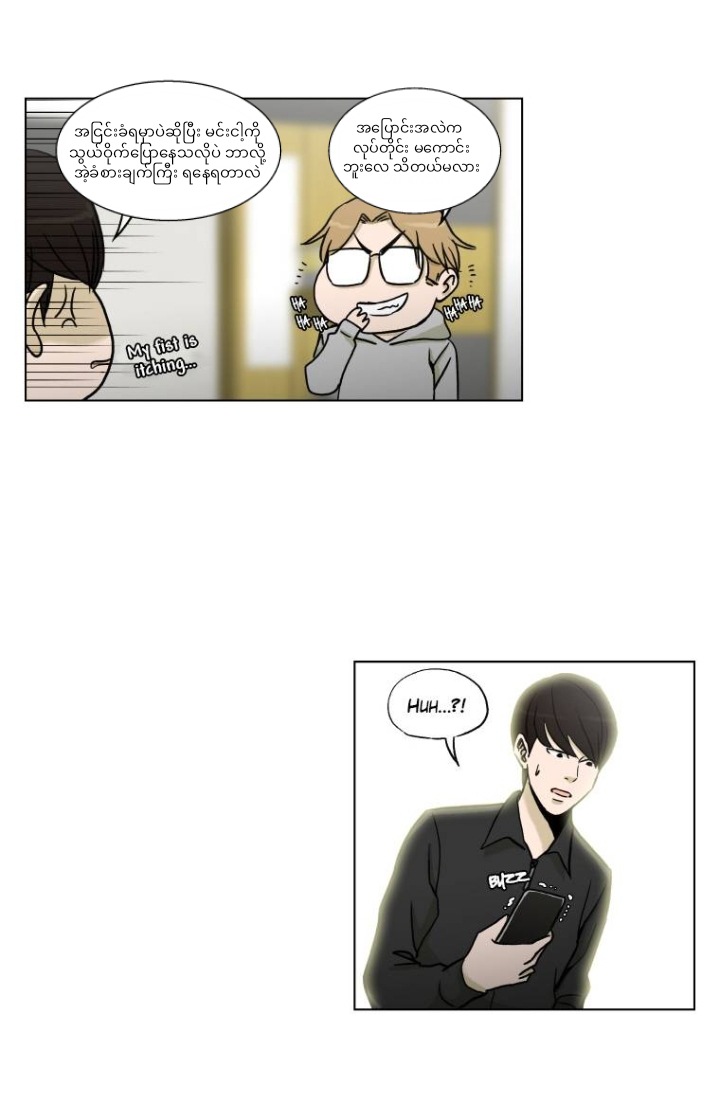 အငြင်းခံရမှာပဲဆိုပြီး မင်းငါ့ကို
သွယ်ဝိုက်ပြောနေသလိုပဲ ဘာလို့
အဲ့ခံစားချက်ကြီး ရနေရတာလဲ
အပြောင်းအလဲက
လုပ်တိုင်း မကောင်း
ဘူးလေ သိတယ်မလား
HA
HA HA
HA HA HA
My fist is
itching...
Huh...?!
BUZZ